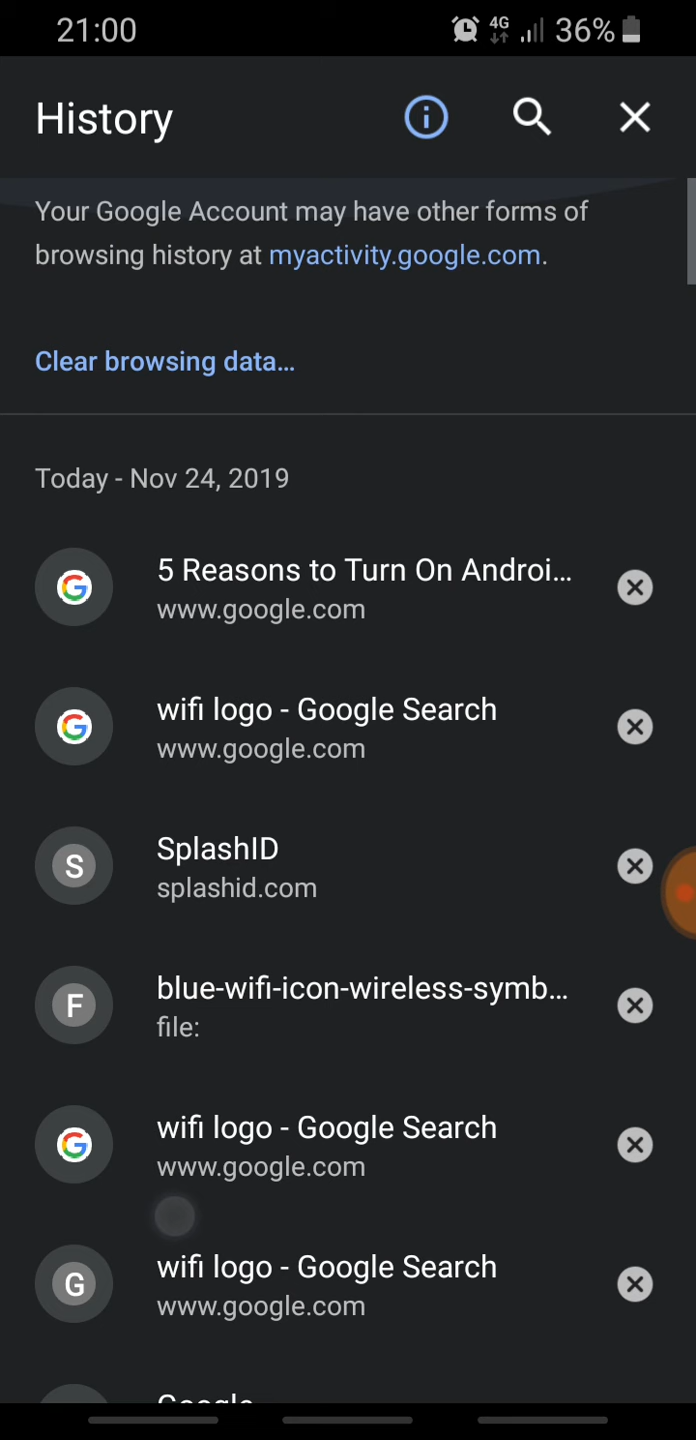 21:00
4G
36%
History
Your Google Account may have other forms of
browsing history at myactivity.google.com.
Clear browsing data...
Today - Nov 24, 2019
5 Reasons to Turn On Androi...
www.google.com
wifi logo - Google Search
www.google.com
S
SplashID
splashid.com
F
blue-wifi-icon-wireless-symb...
file:
wifi logo - Google Search
www.google.com
G
wifi logo - Google Search
www.google.com
Google